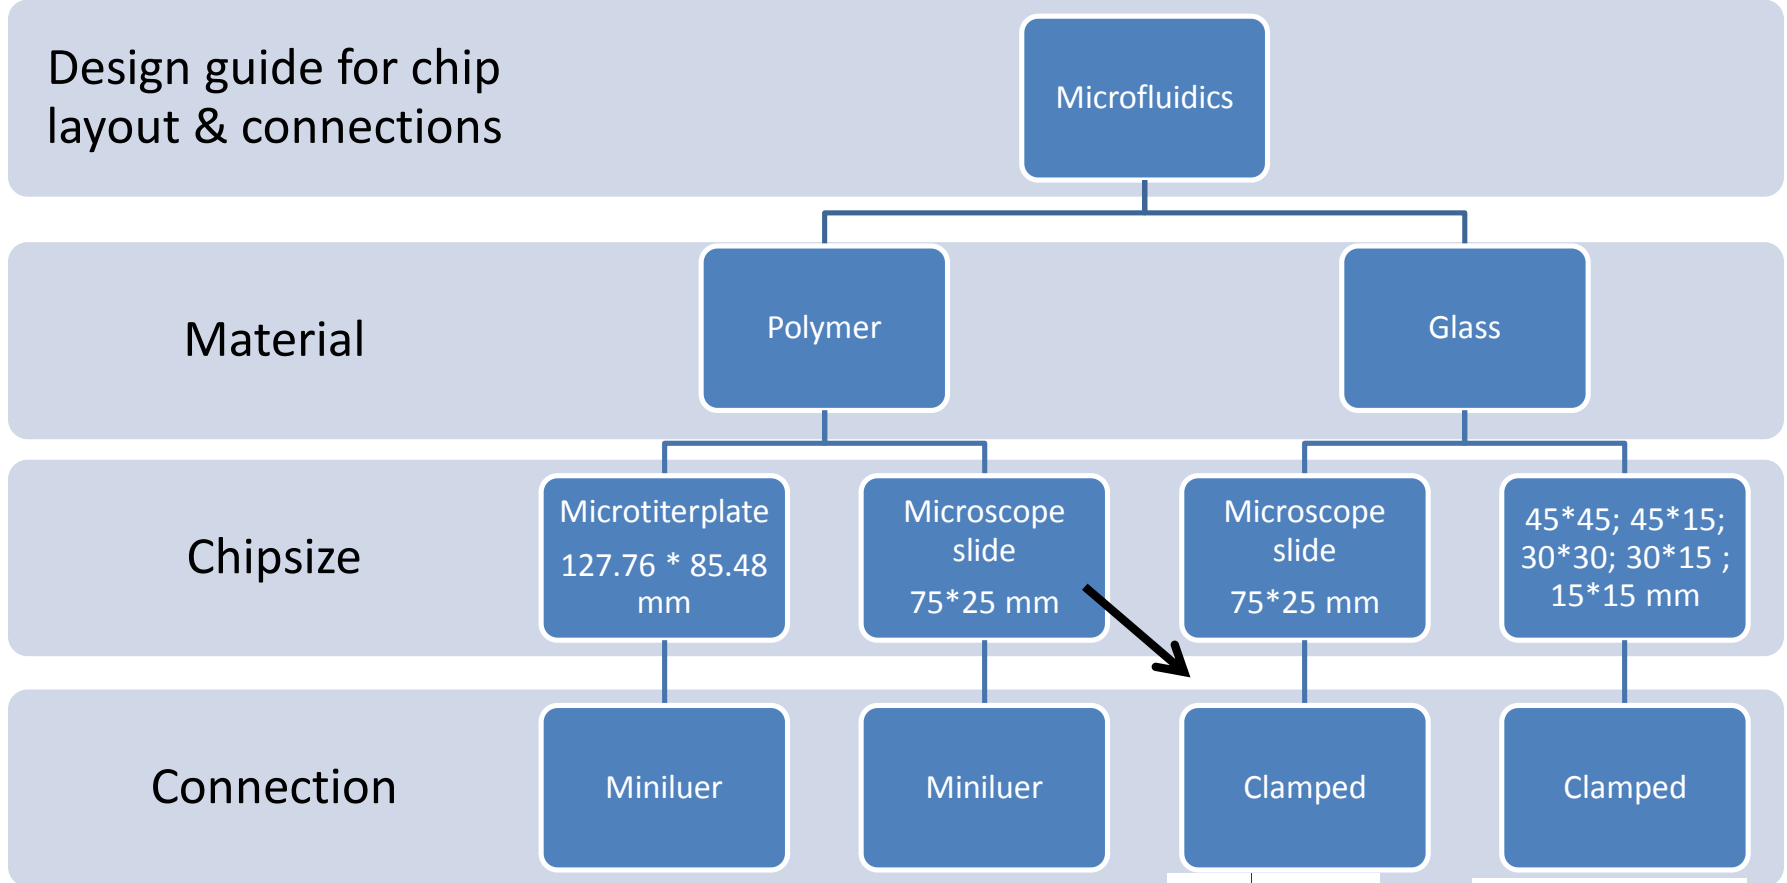 Design guide for chip
layout & connections
Microfluidics
Material
Polymer
Glass
Chipsize
Microtiterplate
127.76 * 85.48
mm
Microscope
slide
75*25 mm
Microscope
slide
75*25 mm
45*45; 45*15;
30*30; 30*15 ;
15*15 mm
Connection
Miniluer
Miniluer
Clamped
Clamped